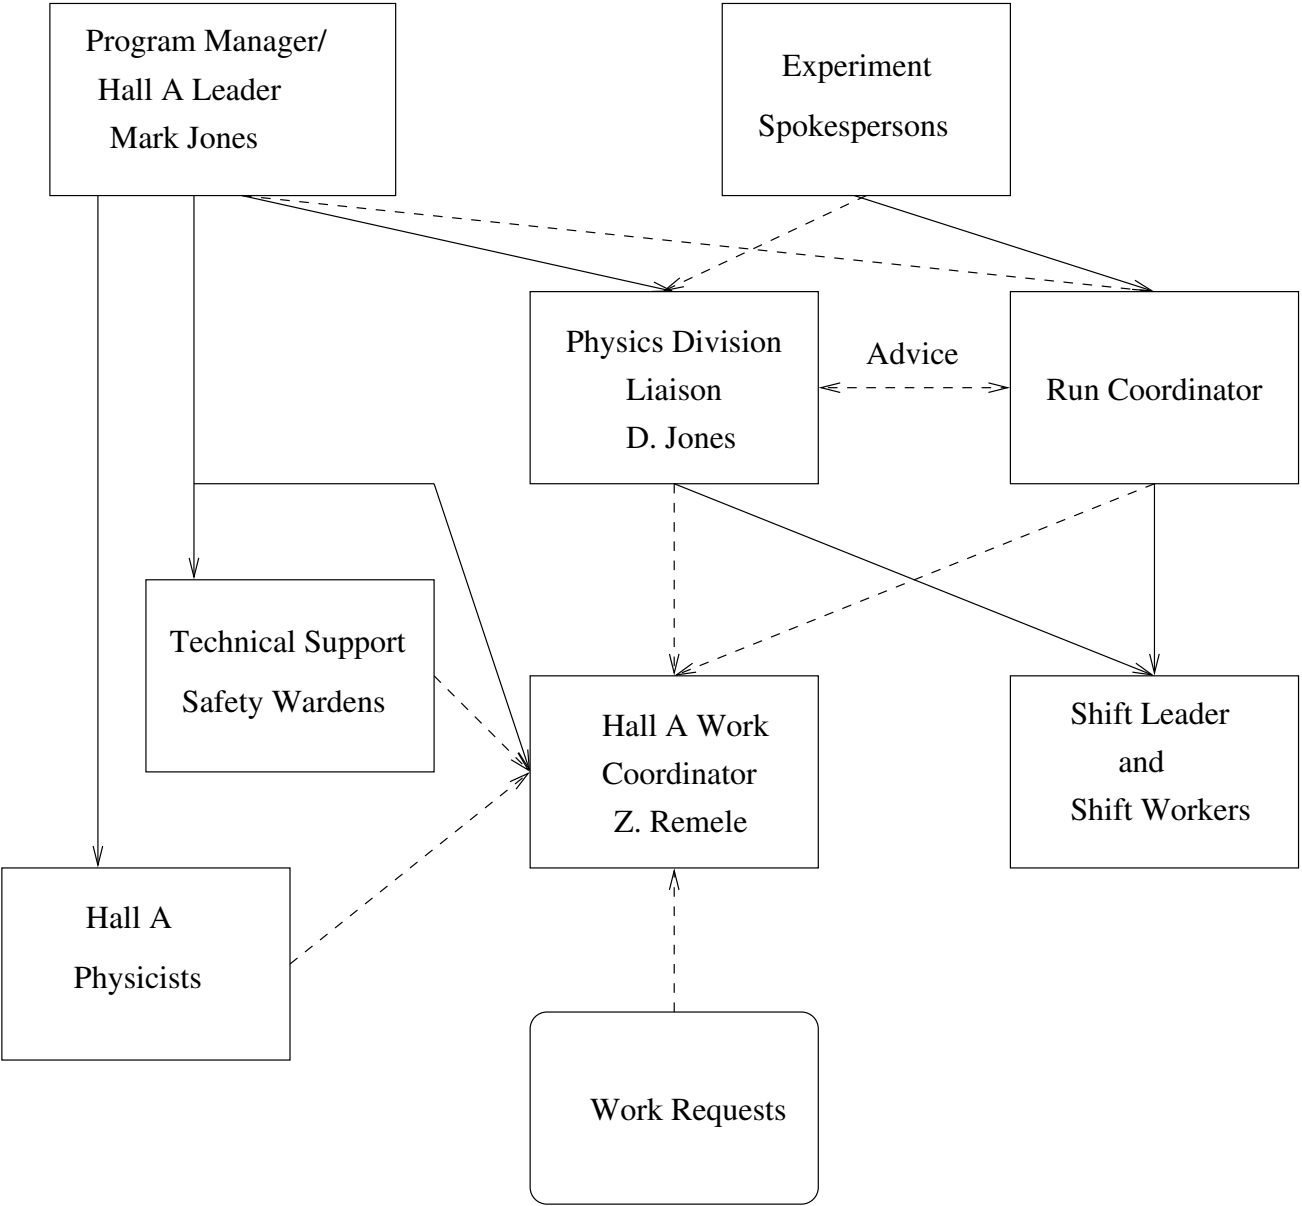 Program Manager/
Hall A Leader
Mark Jones
Experiment
Spokespersons
Physics Division
Liaison
D. Jones
Advice
Run Coordinator
Technical Support
Safety Wardens
Hall A Work
Coordinator
Z. Remele
Shift Leader
and
Shift Workers
Hall A
Physicists
Work Requests